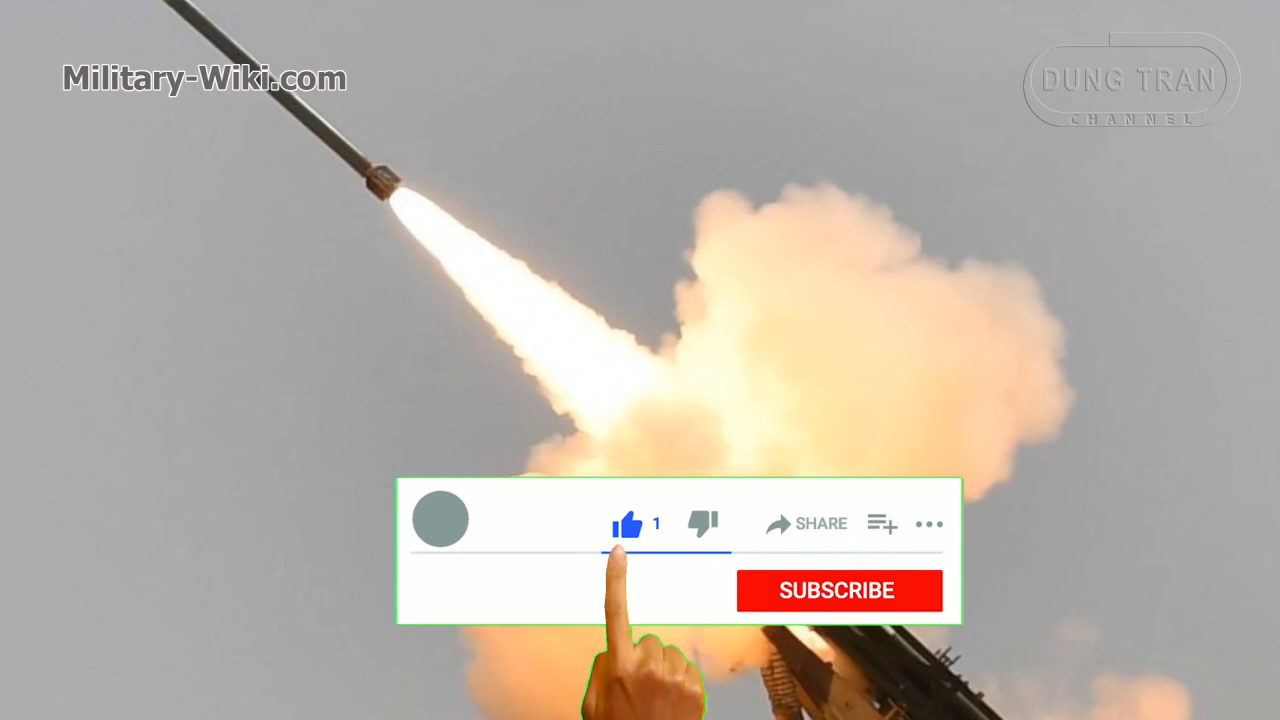 Military-Wiki.com
DUNG TRAN
CHANNEL
1
SHARE
SUBSCRIBE